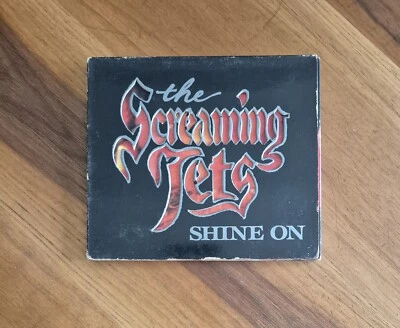 the
Screaming
Jets
SHINE ON